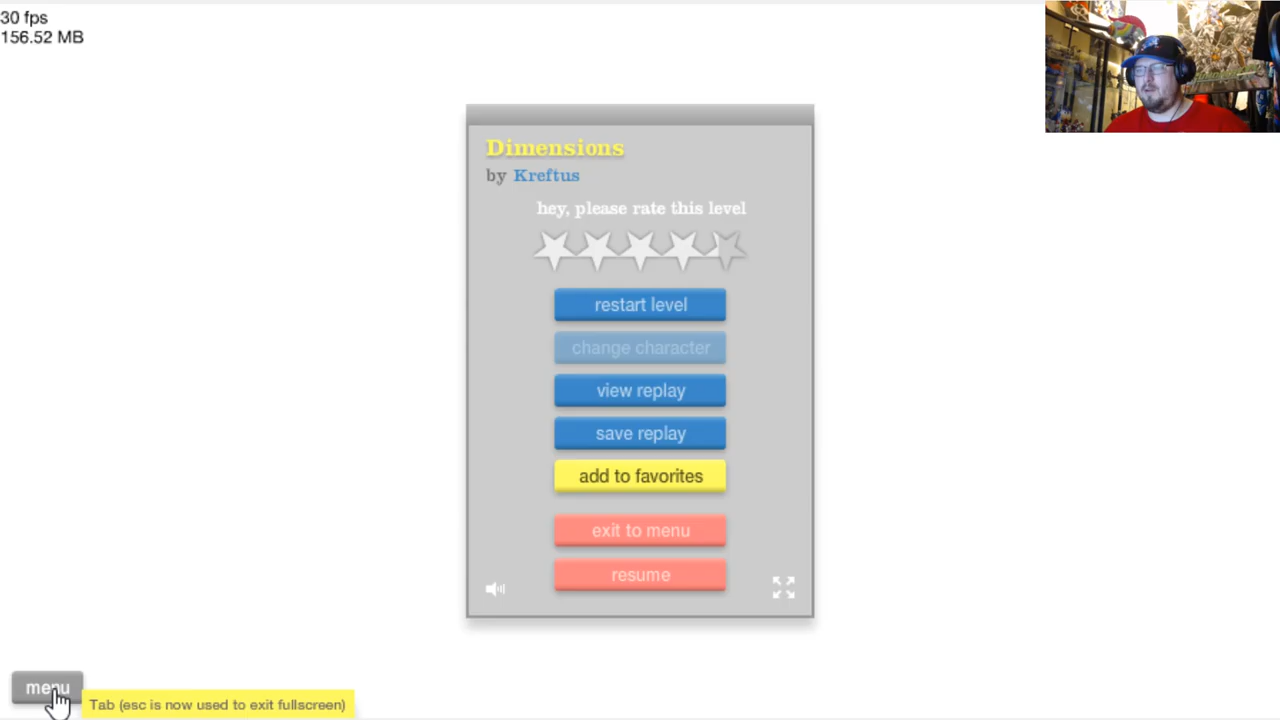 30 fps
156.52 MB
Dimensions
by Kreftus
hey, please rate this level
restart level
change character
view replay
save replay
add to favorites
exit to menu
resume
menu
Tab (esc is now used to exit fullscreen)